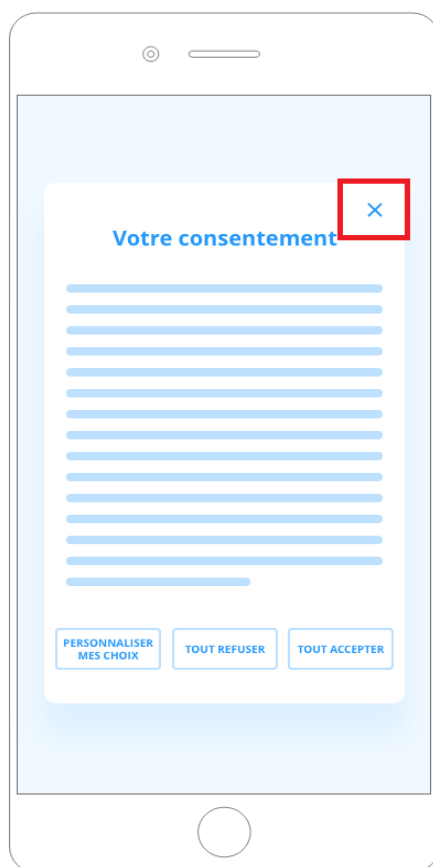 Votre consentement
PERSONNALISER
MES CHOIX
TOUT REFUSER
TOUT ACCEPTER